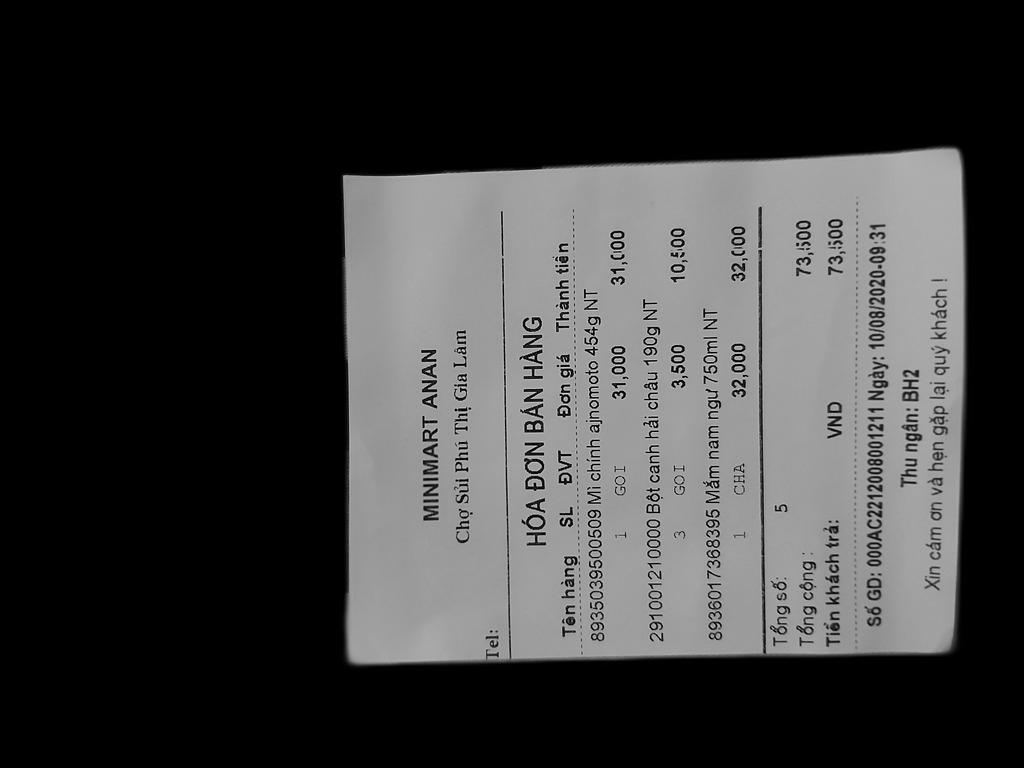 MINIMART ANAN
Chợ Sủi Phú Thị Gia Lâm
Tel:
HÓA ĐƠN BÁN HÀNG
Tên hàng SL ĐVT Đơn giá Thành tiền
8935039500509 Mì chính ajnomoto 454g NT
1 GOI 31,000 31,000
2910012110000 Bột canh hải châu 190g NT
3 GOI 3,500 10,500
8936017368395 Mắm nam ngư 750ml NT
1 CHA 32,000 32,000
Tổng số: 5
Tổng cộng : 73,500
Tiền khách trả: VND 73,500
Số GD: 000AC2212008001211 Ngày: 10/08/2020-09:31
Thu ngân: BH2
Xin cám ơn và hẹn gặp lại quý khách !